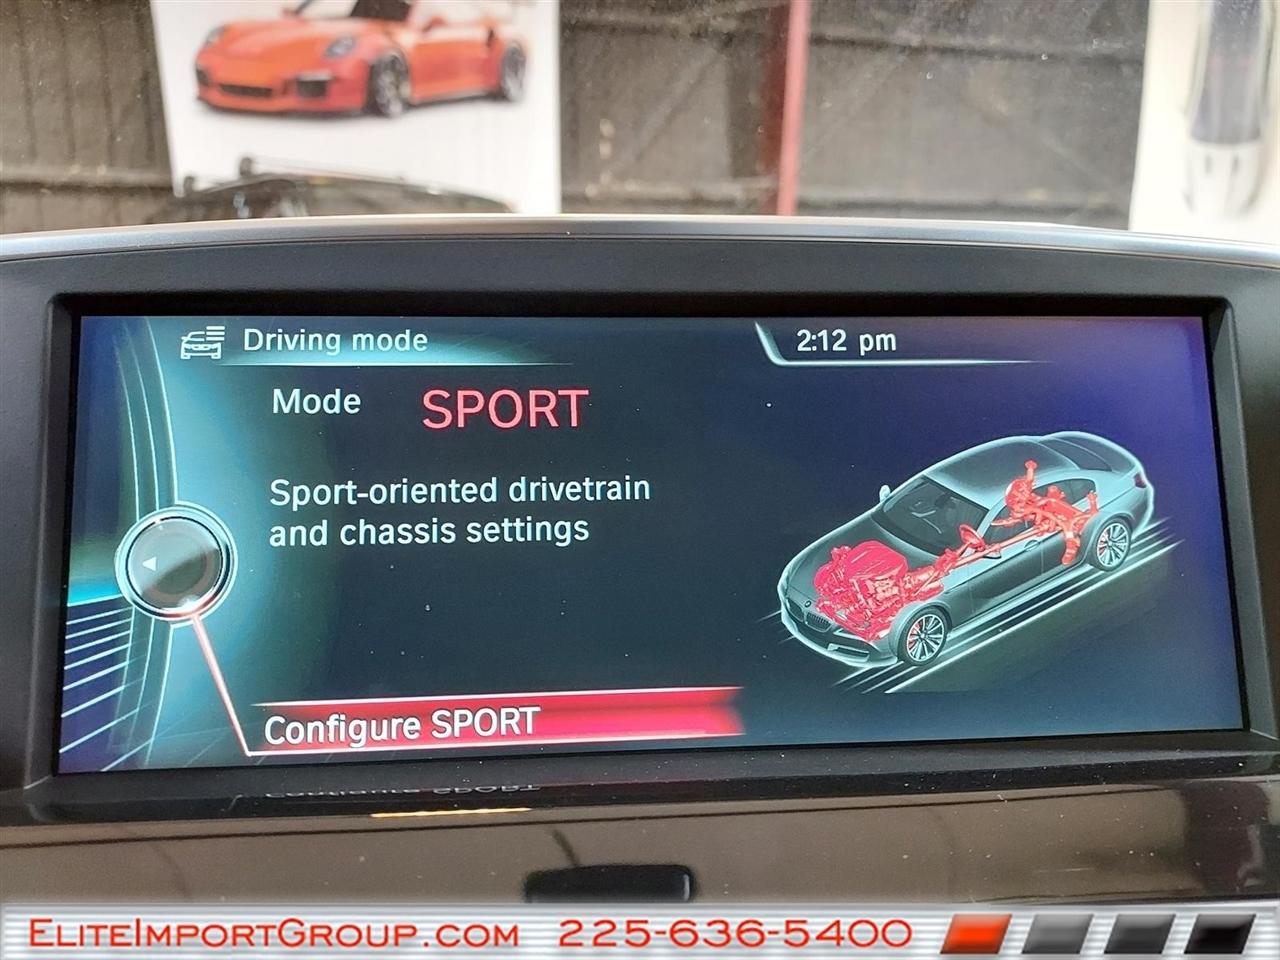 Driving mode
2:12 pm
Mode SPORT
Sport-oriented drivetrain
and chassis settings
Configure SPORT
EliteImportGroup.com 225-636-5400